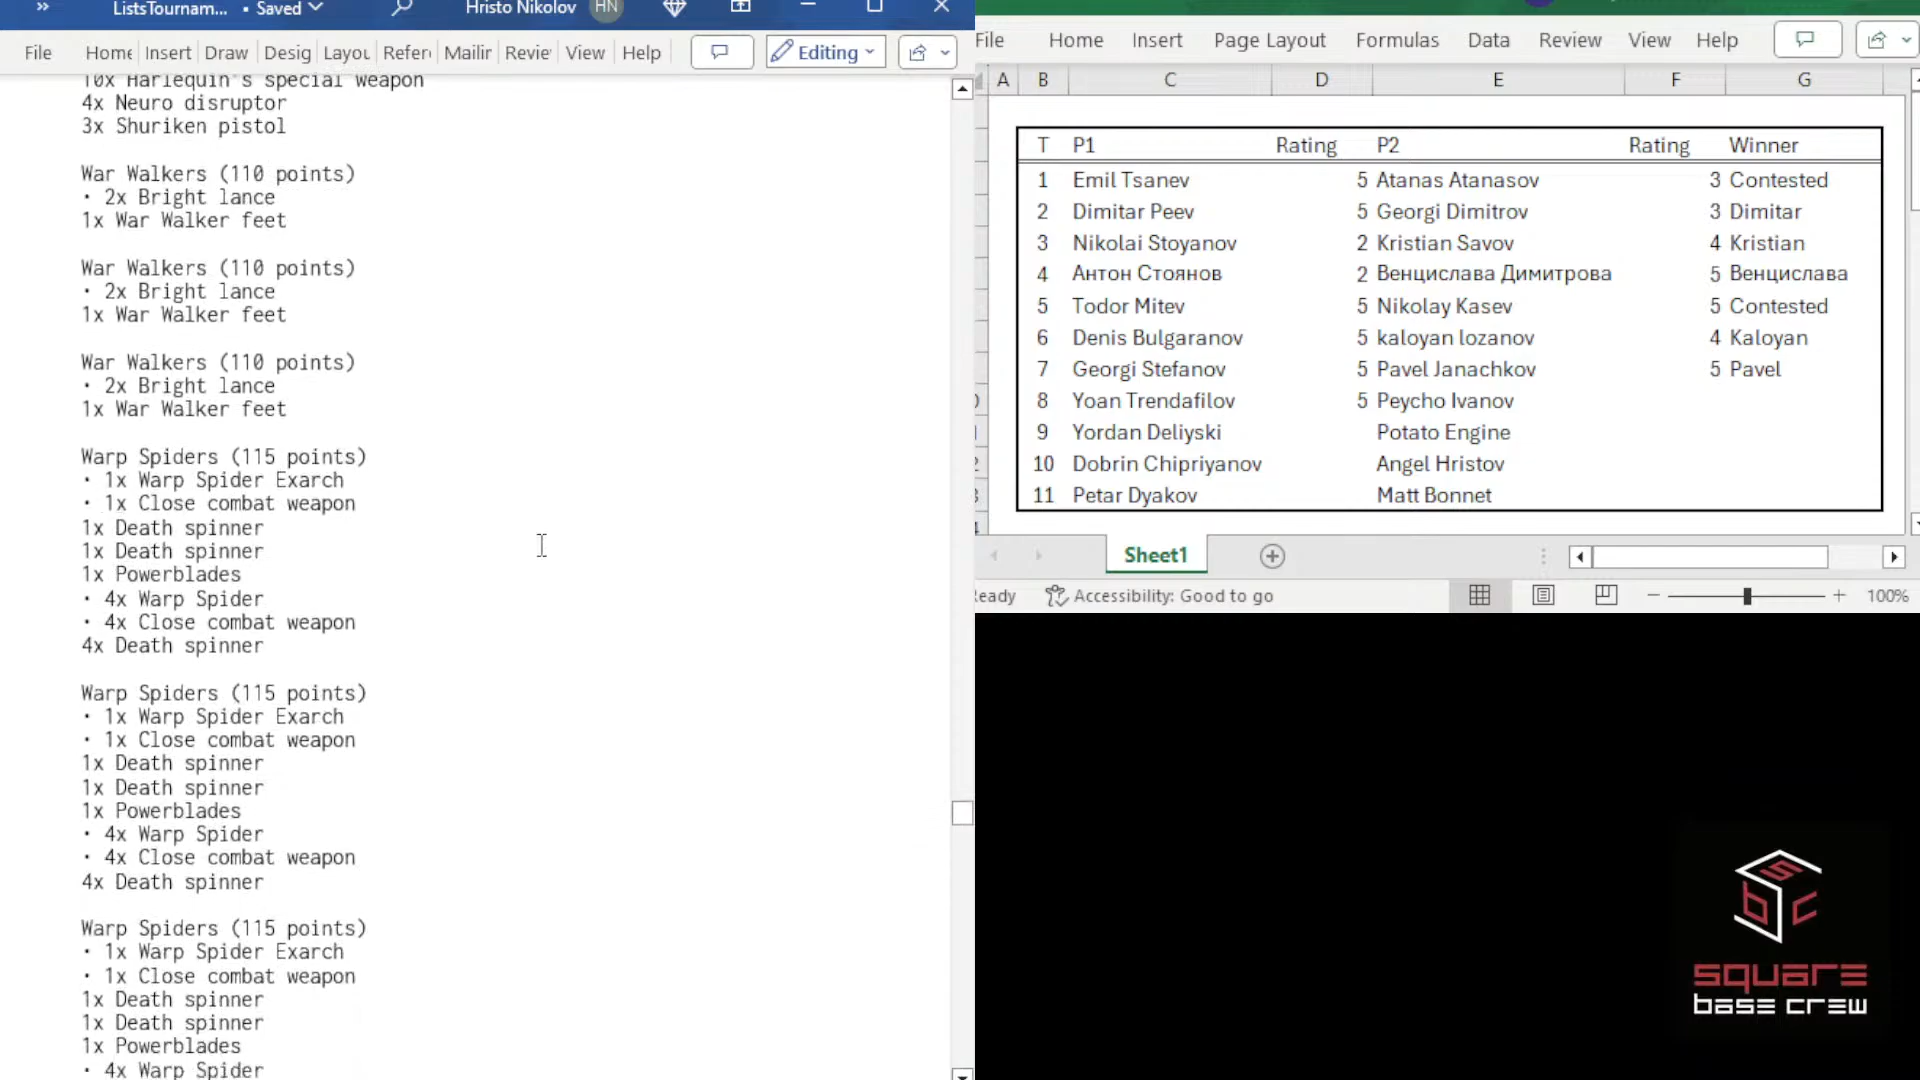 ListsTournam... • Saved
Hristo Nikolov HN
File Home Insert Draw Desig Layou Refer Mailir Revie View Help Editing
10x Harlequin's special weapon
4x Neuro disruptor
3x Shuriken pistol
War Walkers (110 points)
• 2x Bright lance
1x War Walker feet
War Walkers (110 points)
• 2x Bright lance
1x War Walker feet
War Walkers (110 points)
• 2x Bright lance
1x War Walker feet
Warp Spiders (115 points)
• 1x Warp Spider Exarch
• 1x Close combat weapon
1x Death spinner
1x Death spinner
1x Powerblades
• 4x Warp Spider
• 4x Close combat weapon
4x Death spinner
Warp Spiders (115 points)
• 1x Warp Spider Exarch
• 1x Close combat weapon
1x Death spinner
1x Death spinner
1x Powerblades
• 4x Warp Spider
• 4x Close combat weapon
4x Death spinner
Warp Spiders (115 points)
• 1x Warp Spider Exarch
• 1x Close combat weapon
1x Death spinner
1x Death spinner
1x Powerblades
• 4x Warp Spider
File Home Insert Page Layout Formulas Data Review View Help
A B C D E F G
T P1 Rating P2 Rating Winner
1 Emil Tsanev 5 Atanas Atanasov 3 Contested
2 Dimitar Peev 5 Georgi Dimitrov 3 Dimitar
3 Nikolai Stoyanov 2 Kristian Savov 4 Kristian
4 Антон Стоянов 2 Венцислава Димитрова 5 Венцислава
5 Todor Mitev 5 Nikolay Kasev 5 Contested
6 Denis Bulgaranov 5 kaloyan lozanov 4 Kaloyan
7 Georgi Stefanov 5 Pavel Janachkov 5 Pavel
8 Yoan Trendafilov 5 Peycho Ivanov
9 Yordan Deliyski Potato Engine
10 Dobrin Chipriyanov Angel Hristov
11 Petar Dyakov Matt Bonnet
Sheet1
eady Accessibility: Good to go 100%
sbc
square
base crew